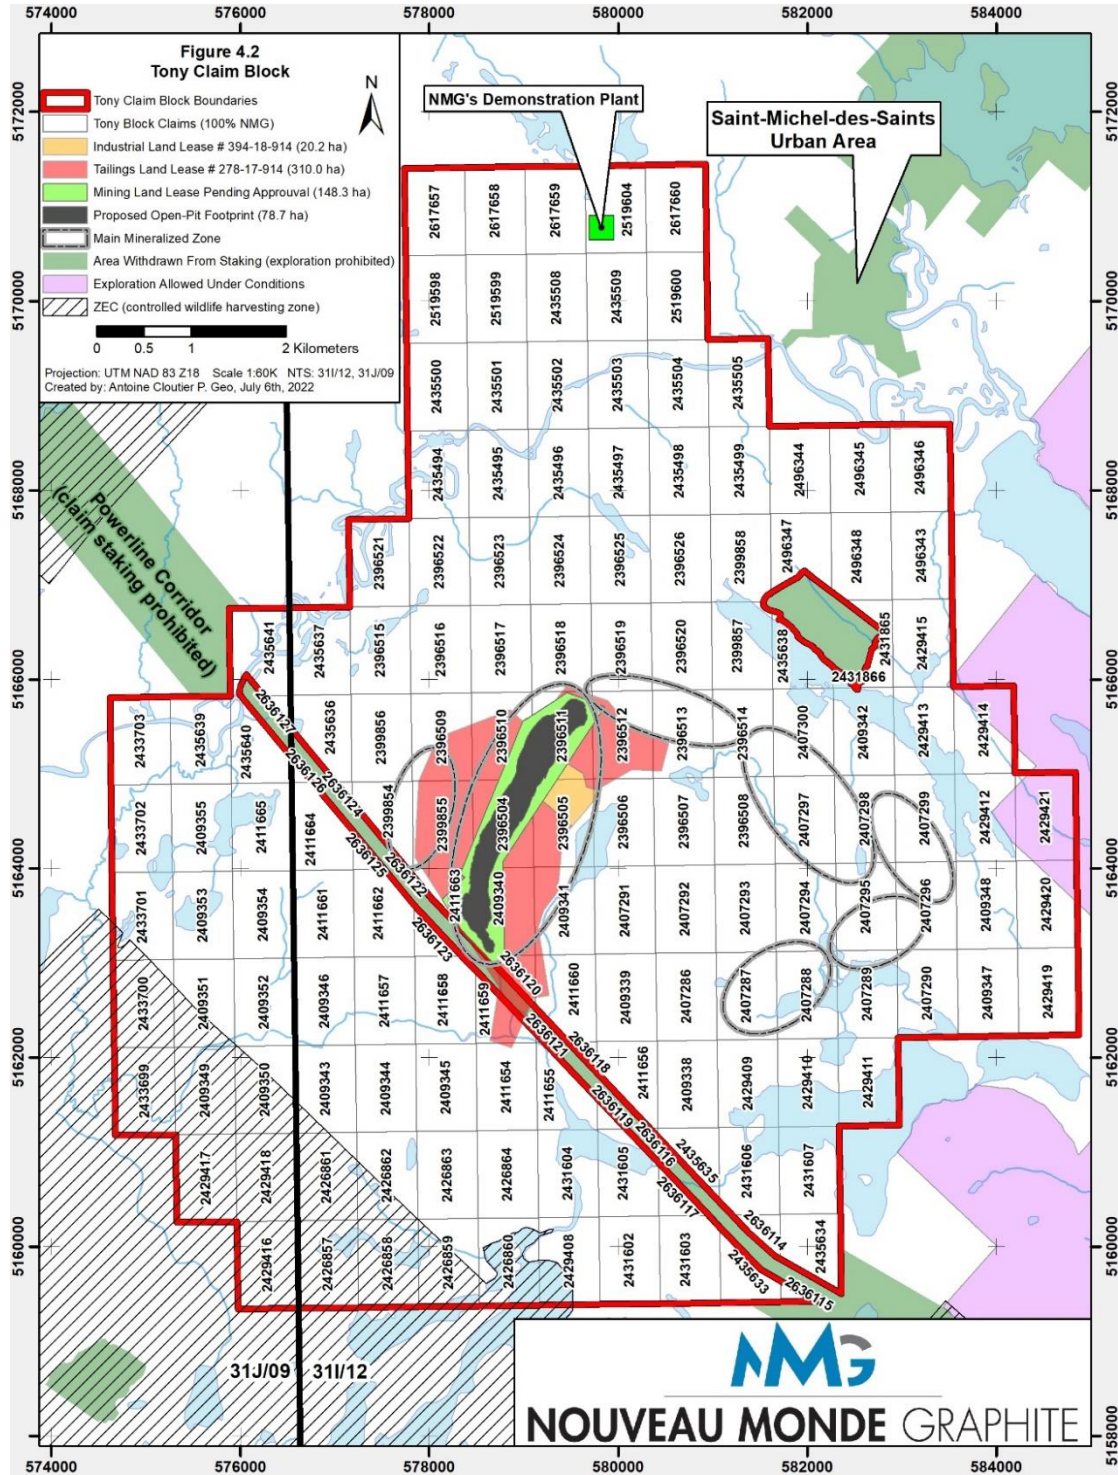 574000 576000 578000 580000 582000 584000
Figure 4.2
Tony Claim Block
Tony Claim Block Boundaries
Tony Block Claims (100% NMG)
Industrial Land Lease # 394-18-914 (20.2 ha)
Tailings Land Lease # 278-17-914 (310.0 ha)
Mining Land Lease Pending Approuval (148.3 ha)
Proposed Open-Pit Footprint (78.7 ha)
Main Mineralized Zone
Area Withdrawn From Staking (exploration prohibited)
Exploration Allowed Under Conditions
ZEC (controlled wildlife harvesting zone)
N
0 0.5 1 2 Kilometers
Projection: UTM NAD 83 Z18 Scale 1:60K NTS: 31I/12, 31J/09
Created by: Antoine Cloutier P. Geo, July 6th, 2022
NMG's Demonstration Plant
Saint-Michel-des-Saints
Urban Area
5172000 5172000
2617657 2617658 2617659 2519604 2617660
5170000 5170000
2519598 2519599 2435508 2435509 2519600
2435500 2435501 2435502 2435503 2435504 2435505
5168000 5168000
2435494 2435495 2435496 2435497 2435498 2435499 2496344 2496345 2496346
Powerline Corridor
(claim staking prohibited)
2396521 2396522 2396523 2396524 2396525 2396526 2399858 2496347 2496348 2496343
5166000 5166000
2435641 2435637 2396515 2396516 2396517 2396518 2396519 2396520 2399857 2435638 2431865 2429415
2431866
2433703 2435639 2435640 2636127 2435636 2399856 2396509 2396510 2396511 2396512 2396513 2396514 2407300 2409342 2429413 2429414
2636126 2636124
2433702 2409355 2411665 2411664 2399854 2399855 2396504 2396505 2396506 2396507 2396508 2407297 2407298 2407299 2429412 2429421
5164000 5164000
2636125 2636122
2433701 2409353 2409354 2411661 2411662 2411663 2409340 2409341 2407291 2407292 2407293 2407294 2407295 2407296 2409348 2429420
2636123 2636120
2433700 2409351 2409352 2409346 2411657 2411658 2411659 2411660 2409339 2407286 2407287 2407288 2407289 2407290 2409347 2429419
5162000 5162000
2636121 2636118
2433699 2409349 2409350 2409343 2409344 2409345 2411654 2411655 2411656 2409338 2429409 2429410 2429411
2636119 2636116 2435635
2429417 2429418 2426861 2426862 2426863 2426864 2431604 2431605 2636117 2431606 2431607
5160000 5160000
2636114
2429416 2426857 2426858 2426859 2426860 2429408 2431602 2431603 2435633 2435634
2636115
31J/09 31I/12
NMG
NOUVEAU MONDE GRAPHITE
5158000
574000 576000 578000 580000 582000 584000